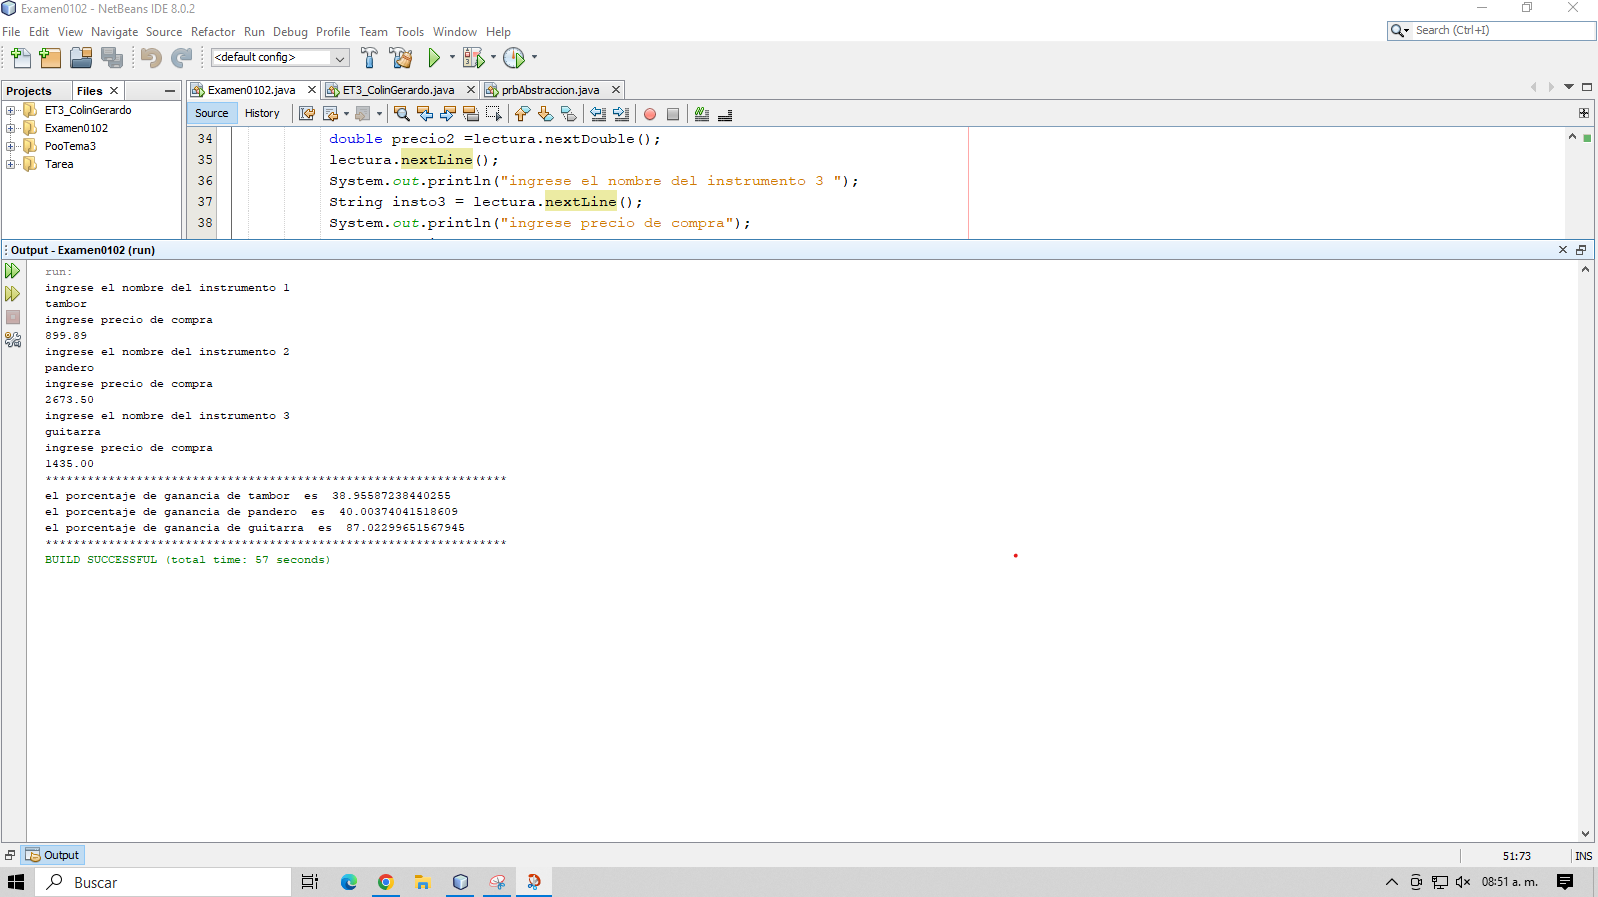 Examen0102 - NetBeans IDE 8.0.2
File Edit View Navigate Source Refactor Run Debug Profile Team Tools Window Help
Search (Ctrl+I)
<default config>
Projects Files
Examen0102.java ET3_ColinGerardo.java prbAbstraccion.java
ET3_ColinGerardo
Examen0102
PooTema3
Tarea
Source History
34 double precio2 =lectura.nextDouble();
35 lectura.nextLine();
36 System.out.println("ingrese el nombre del instrumento 3 ");
37 String insto3 = lectura.nextLine();
38 System.out.println("ingrese precio de compra");
Output - Examen0102 (run)
run:
ingrese el nombre del instrumento 1
tambor
ingrese precio de compra
899.89
ingrese el nombre del instrumento 2
pandero
ingrese precio de compra
2673.50
ingrese el nombre del instrumento 3
guitarra
ingrese precio de compra
1435.00
******************************************************************
el porcentaje de ganancia de tambor  es  38.95587238440255
el porcentaje de ganancia de pandero  es  40.00374041518609
el porcentaje de ganancia de guitarra  es  87.02299651567945
******************************************************************
BUILD SUCCESSFUL (total time: 57 seconds)
Output
51:73 INS
Buscar
08:51 a. m.